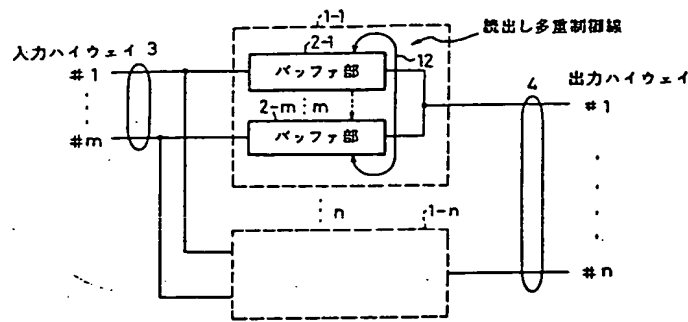 1-1
読出し多重制御線
入力ハイウェイ 3
2-1
#1
バッファ部
12
4
出力ハイウェイ
#1
2-m
m
#m
バッファ部
n
1-n
#n